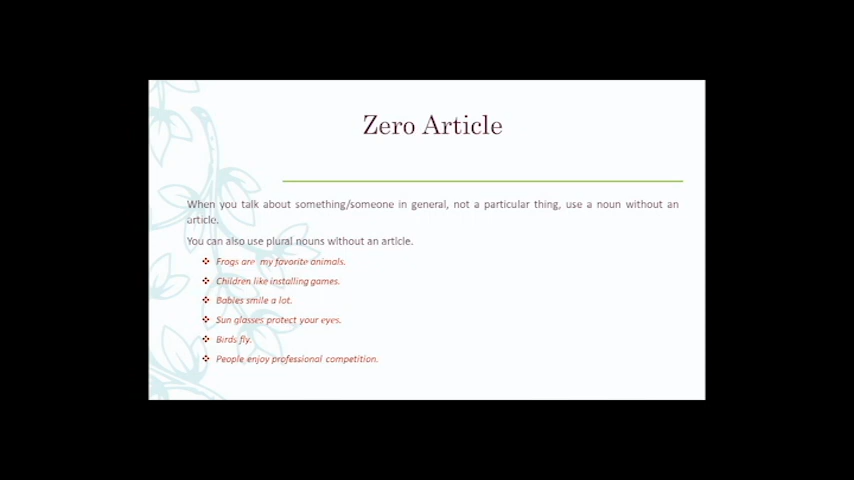 Zero Article
When you talk about something/someone in general, not a particular thing, use a noun without an
article.
You can also use plural nouns without an article.
❖ Frogs are my favorite animals.
❖ Children like installing games.
❖ Babies smile a lot.
❖ Sun glasses protect your eyes.
❖ Birds fly.
❖ People enjoy professional competition.